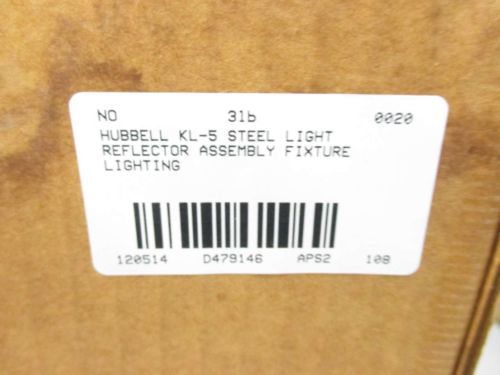 NO 31b 0020
HUBBELL KL-5 STEEL LIGHT
REFLECTOR ASSEMBLY FIXTURE
LIGHTING
120514 D479146 APS2 108